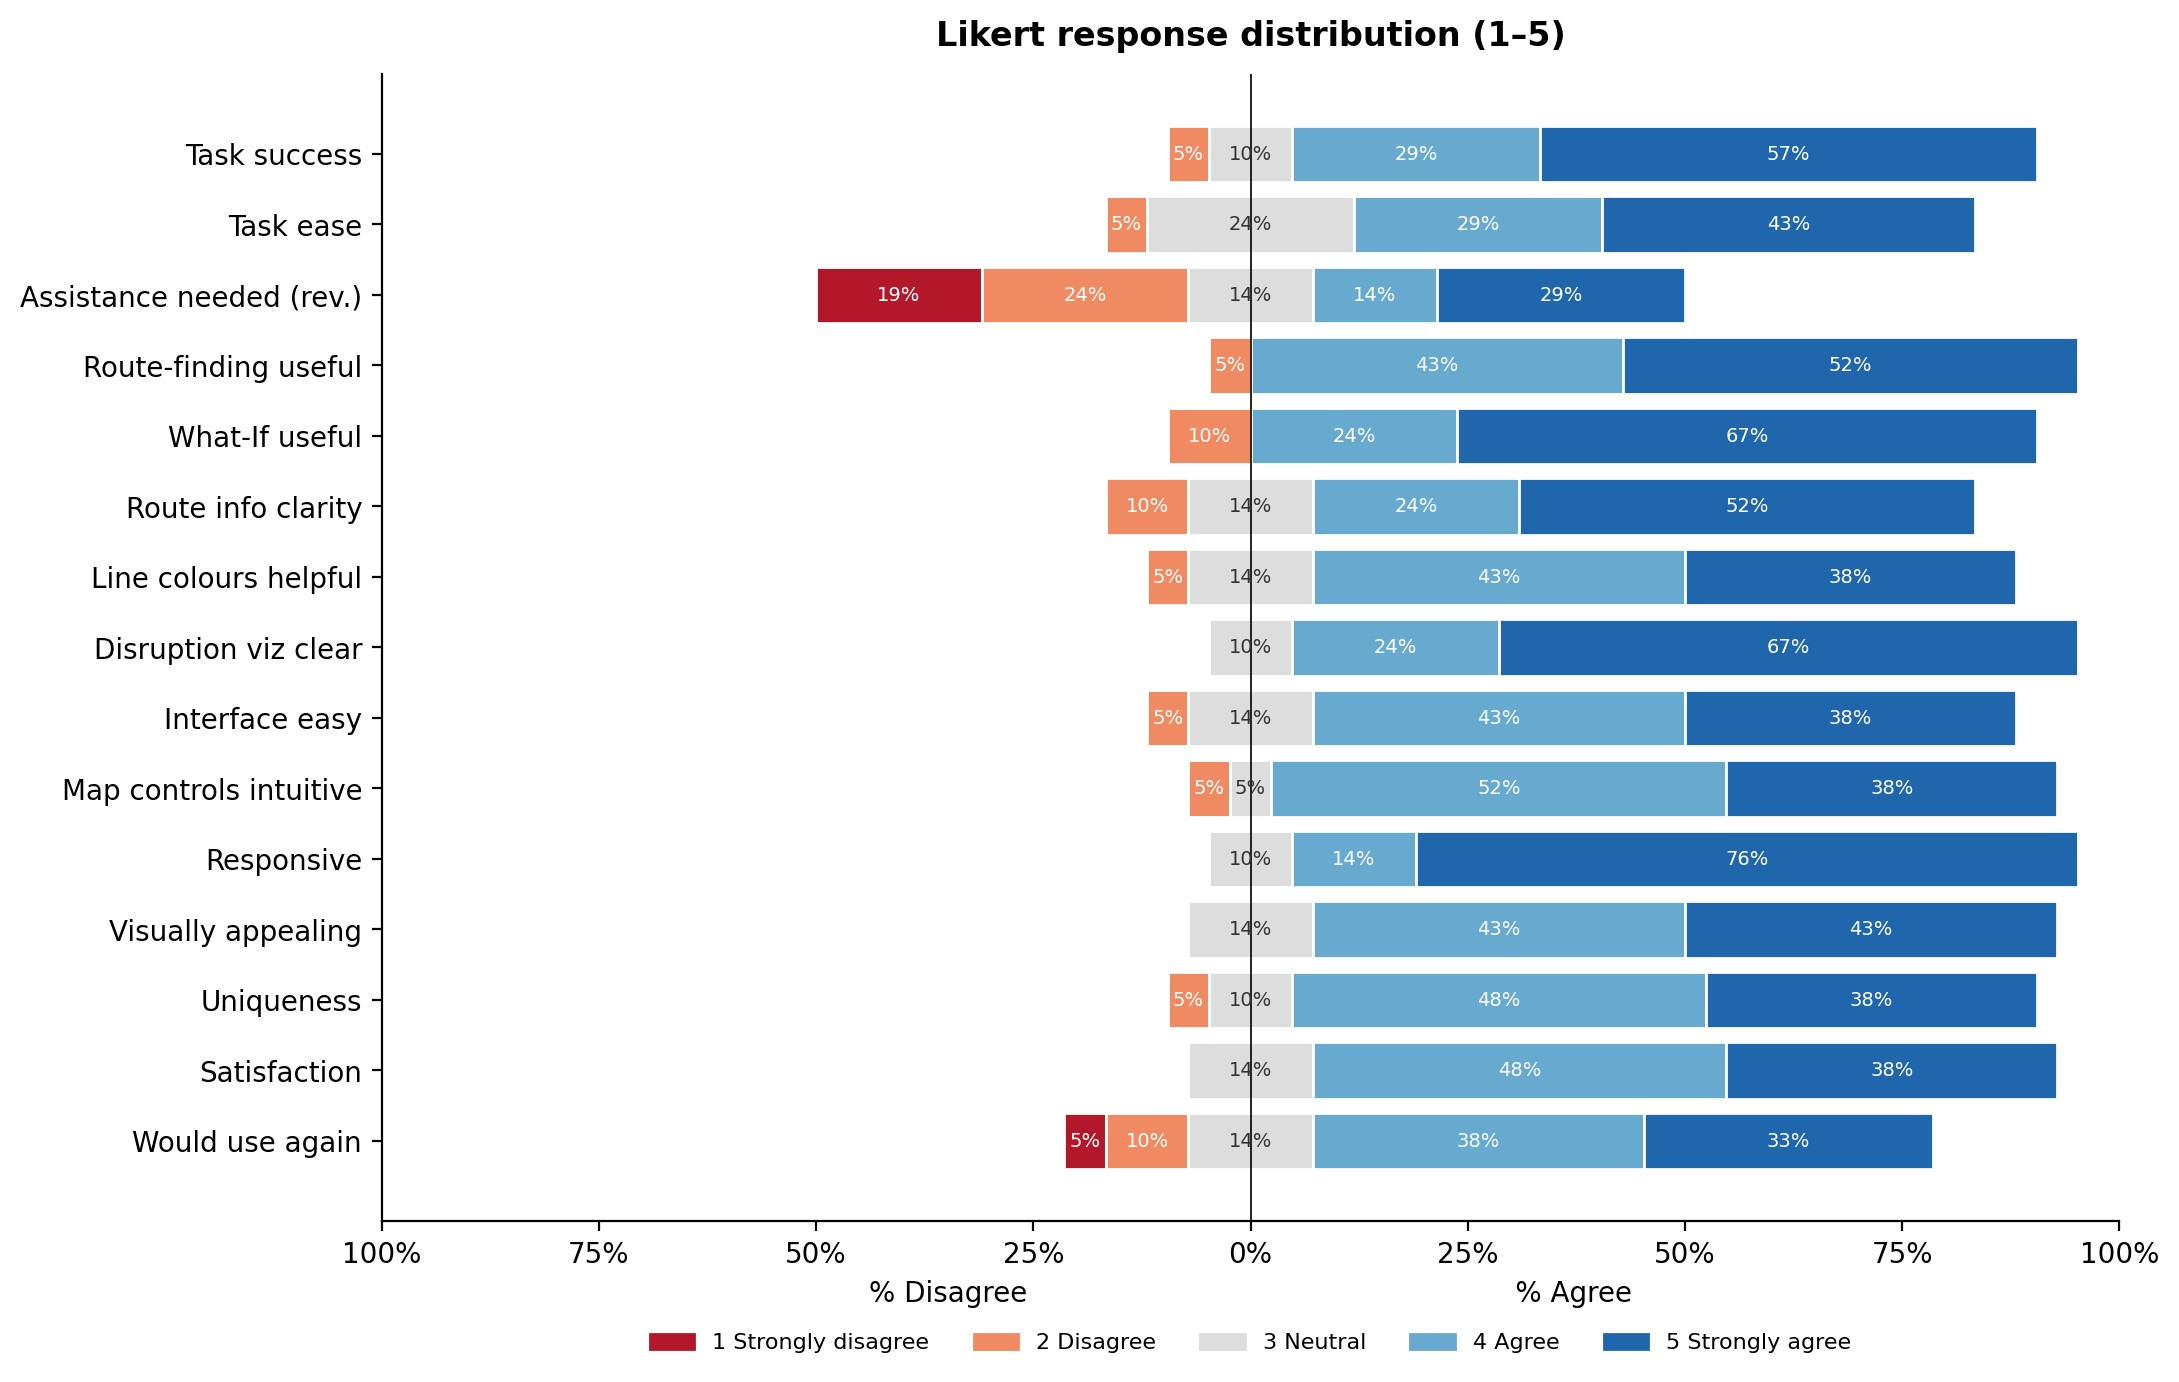 Likert response distribution (1–5)
Task success 5% 10% 29% 57%
Task ease 5% 24% 29% 43%
Assistance needed (rev.) 19% 24% 14% 14% 29%
Route-finding useful 5% 43% 52%
What-If useful 10% 24% 67%
Route info clarity 10% 14% 24% 52%
Line colours helpful 5% 14% 43% 38%
Disruption viz clear 10% 24% 67%
Interface easy 5% 14% 43% 38%
Map controls intuitive 5% 5% 52% 38%
Responsive 10% 14% 76%
Visually appealing 14% 43% 43%
Uniqueness 5% 10% 48% 38%
Satisfaction 14% 48% 38%
Would use again 5% 10% 14% 38% 33%
100% 75% 50% 25% 0% 25% 50% 75% 100%
% Disagree % Agree
1 Strongly disagree 2 Disagree 3 Neutral 4 Agree 5 Strongly agree